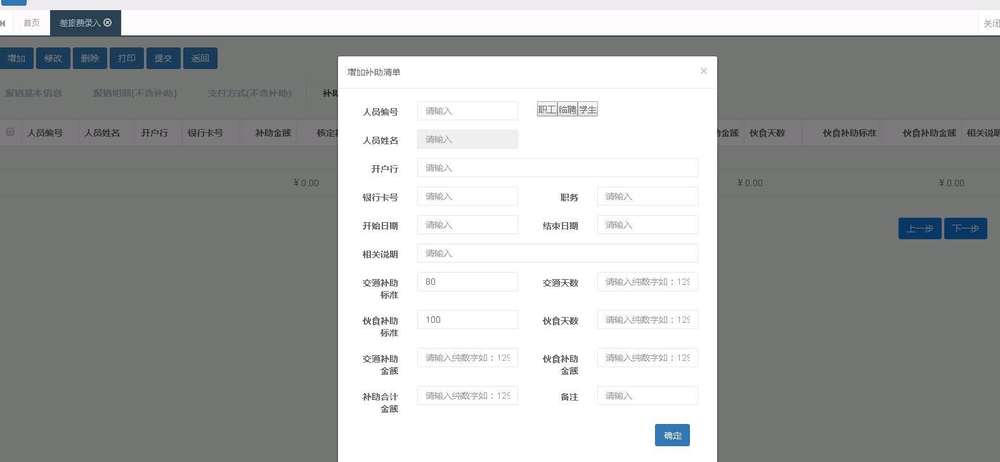 首页
差旅费录入
关闭
增加 修改 删除 打印 提交 返回
报销基本信息 报销明细(不含补助) 支付方式(不含补助) 补助
人员编号 人员姓名 开户行 银行卡号 补助金额 核定 金额 伙食天数 伙食补助标准 伙食补助金额 相关说明
¥ 0.00 ¥ 0.00 ¥ 0.00
上一步 下一步
增加补助清单 ×
人员编号 请输入 职工 临聘 学生
人员姓名 请输入
开户行 请输入
银行卡号 请输入 职务 请输入
开始日期 请输入 结束日期 请输入
相关说明 请输入
交通补助标准 80 交通天数 请输入纯数字如：129
伙食补助标准 100 伙食天数 请输入纯数字如：129
交通补助金额 请输入纯数字如：129 伙食补助金额 请输入纯数字如：129
补助合计金额 请输入纯数字如：129 备注 请输入
确定